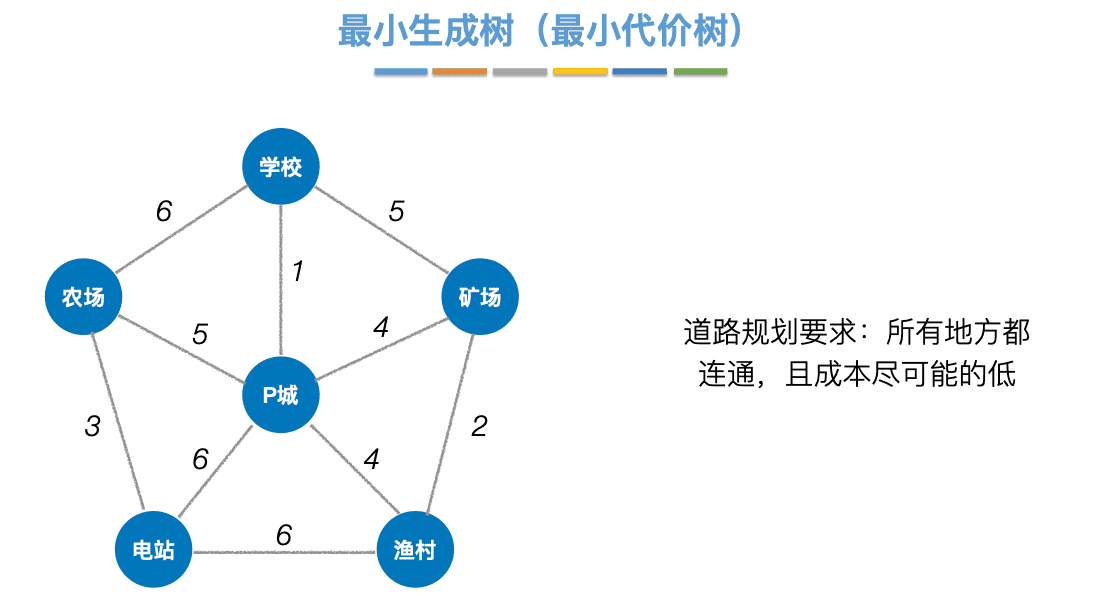 最小生成树（最小代价树）
学校
6
5
1
农场
矿场
5
4
道路规划要求：所有地方都
连通，且成本尽可能的低
P城
3
2
6
4
6
电站
渔村